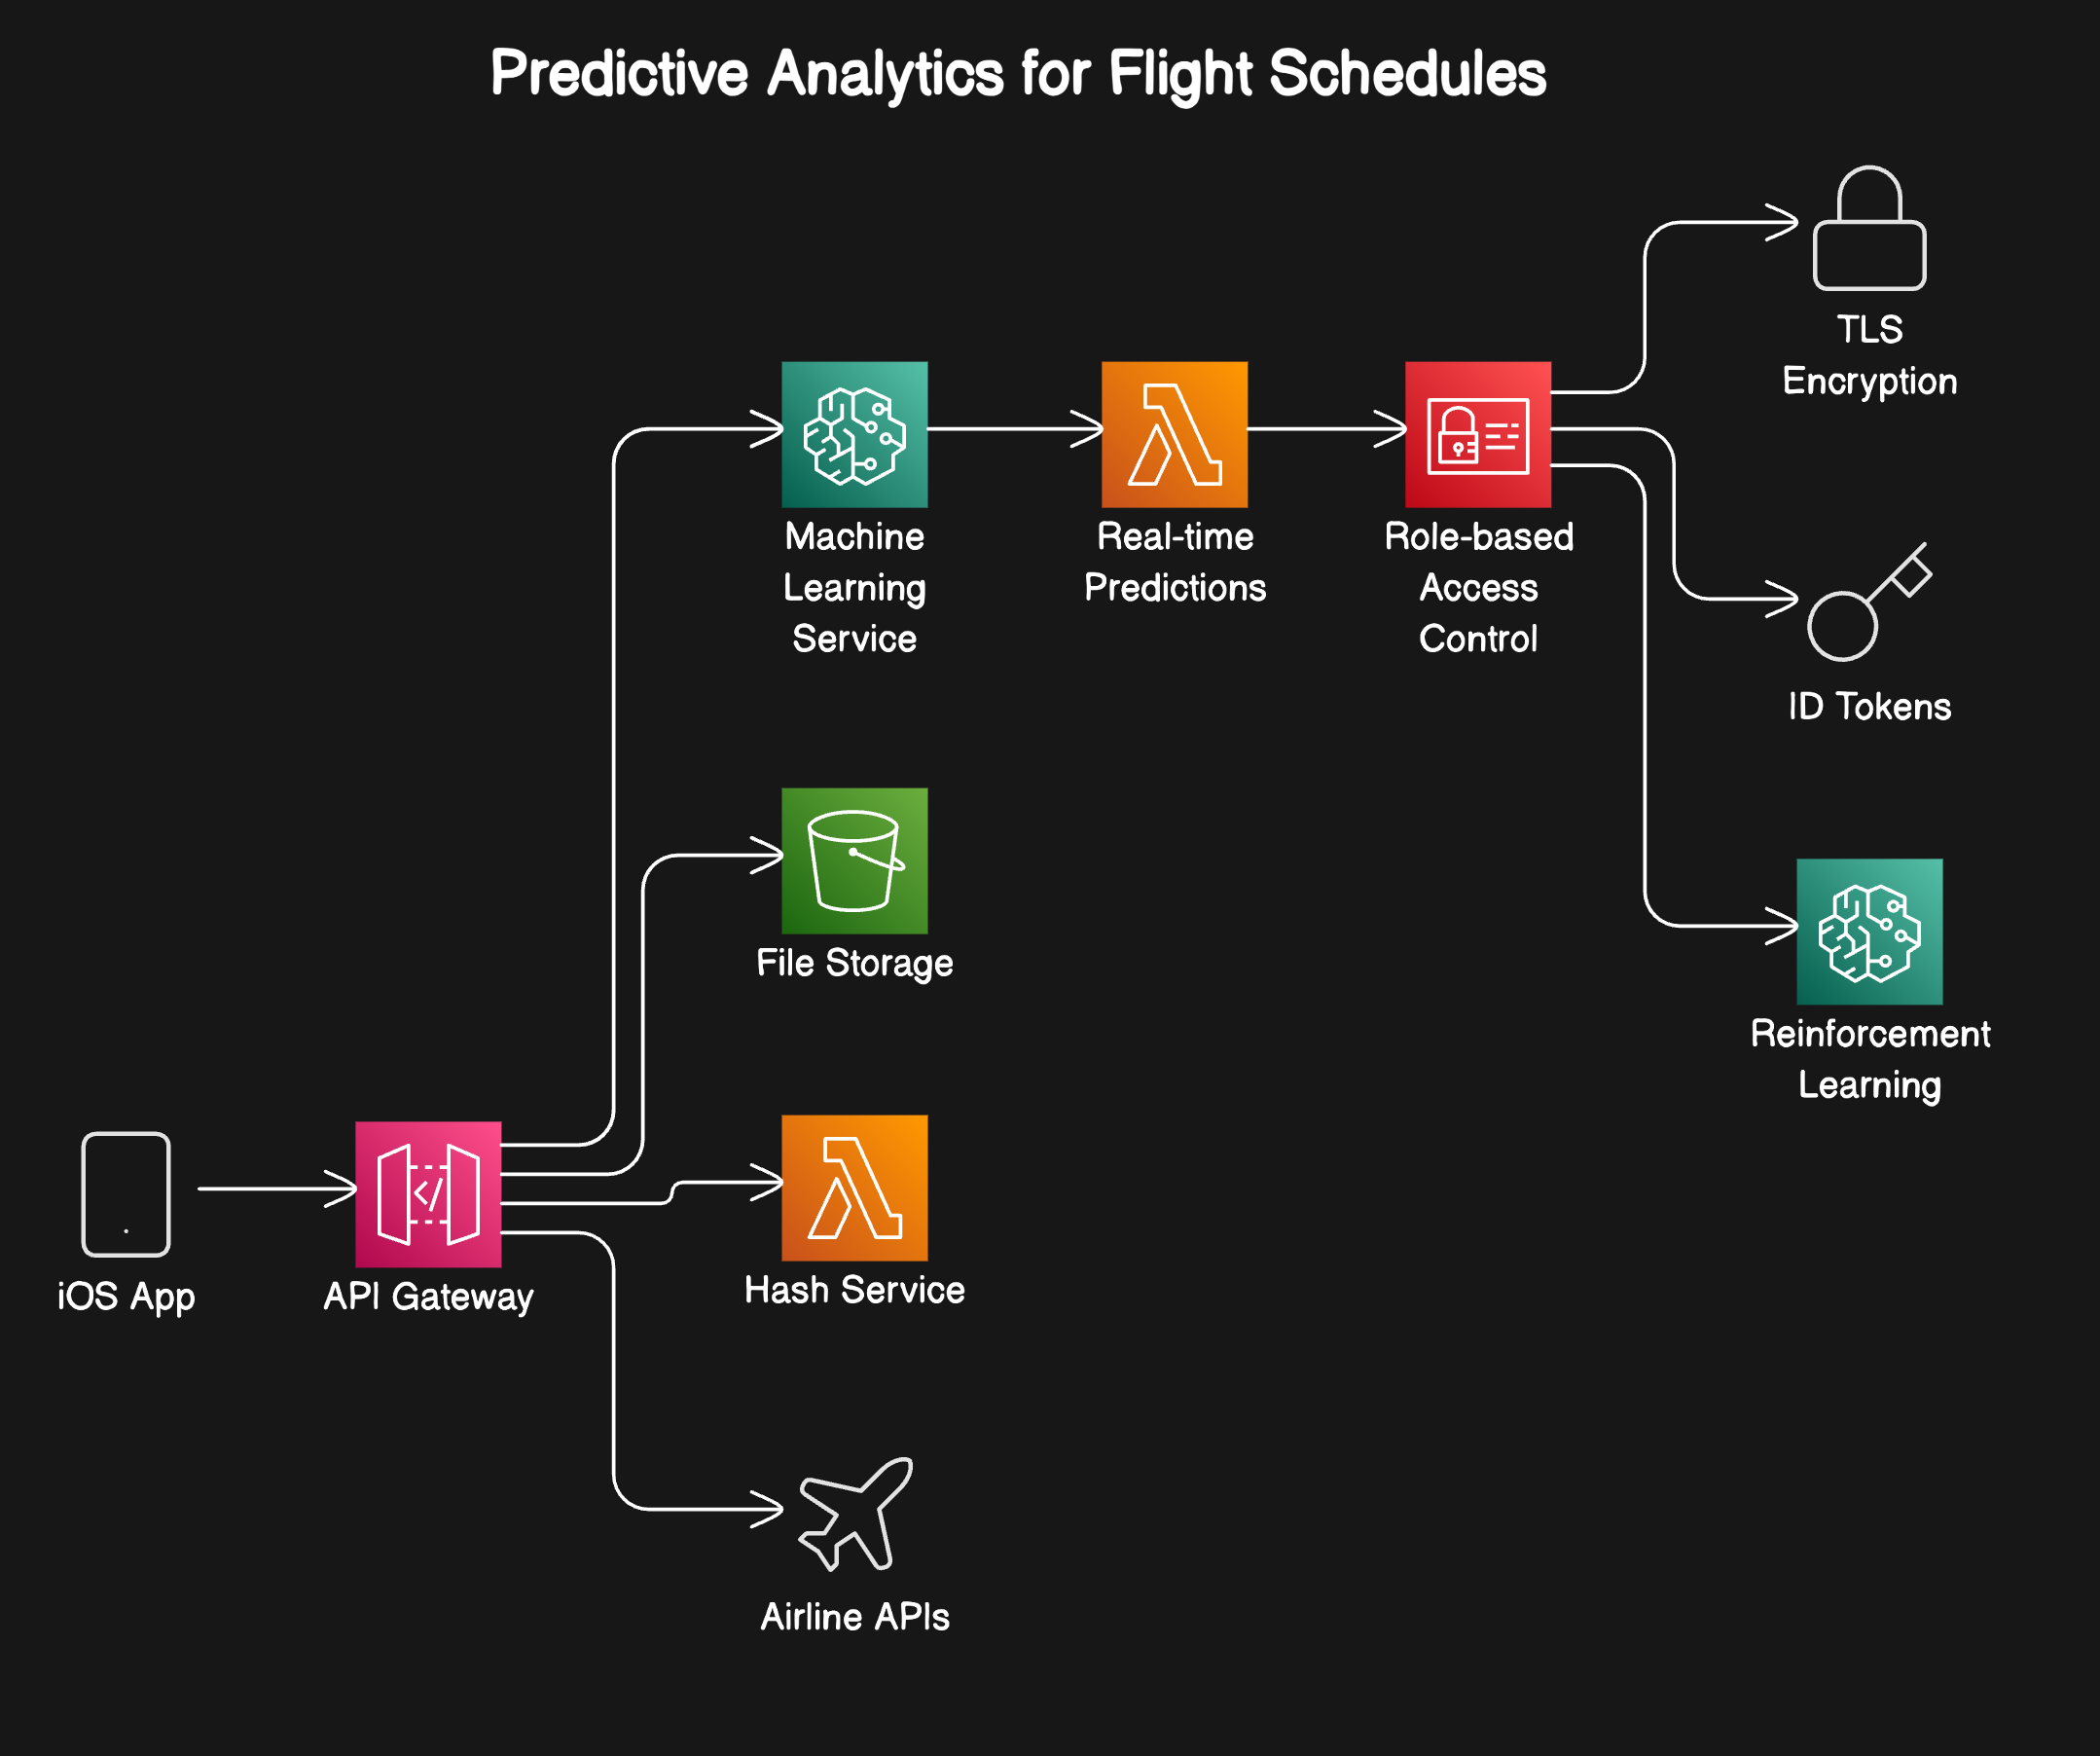 Predictive Analytics for Flight Schedules
TLS
Encryption
Machine
Learning
Service
Real-time
Predictions
Role-based
Access
Control
ID Tokens
File Storage
Reinforcement
Learning
iOS App
API Gateway
</>
Hash Service
Airline APIs